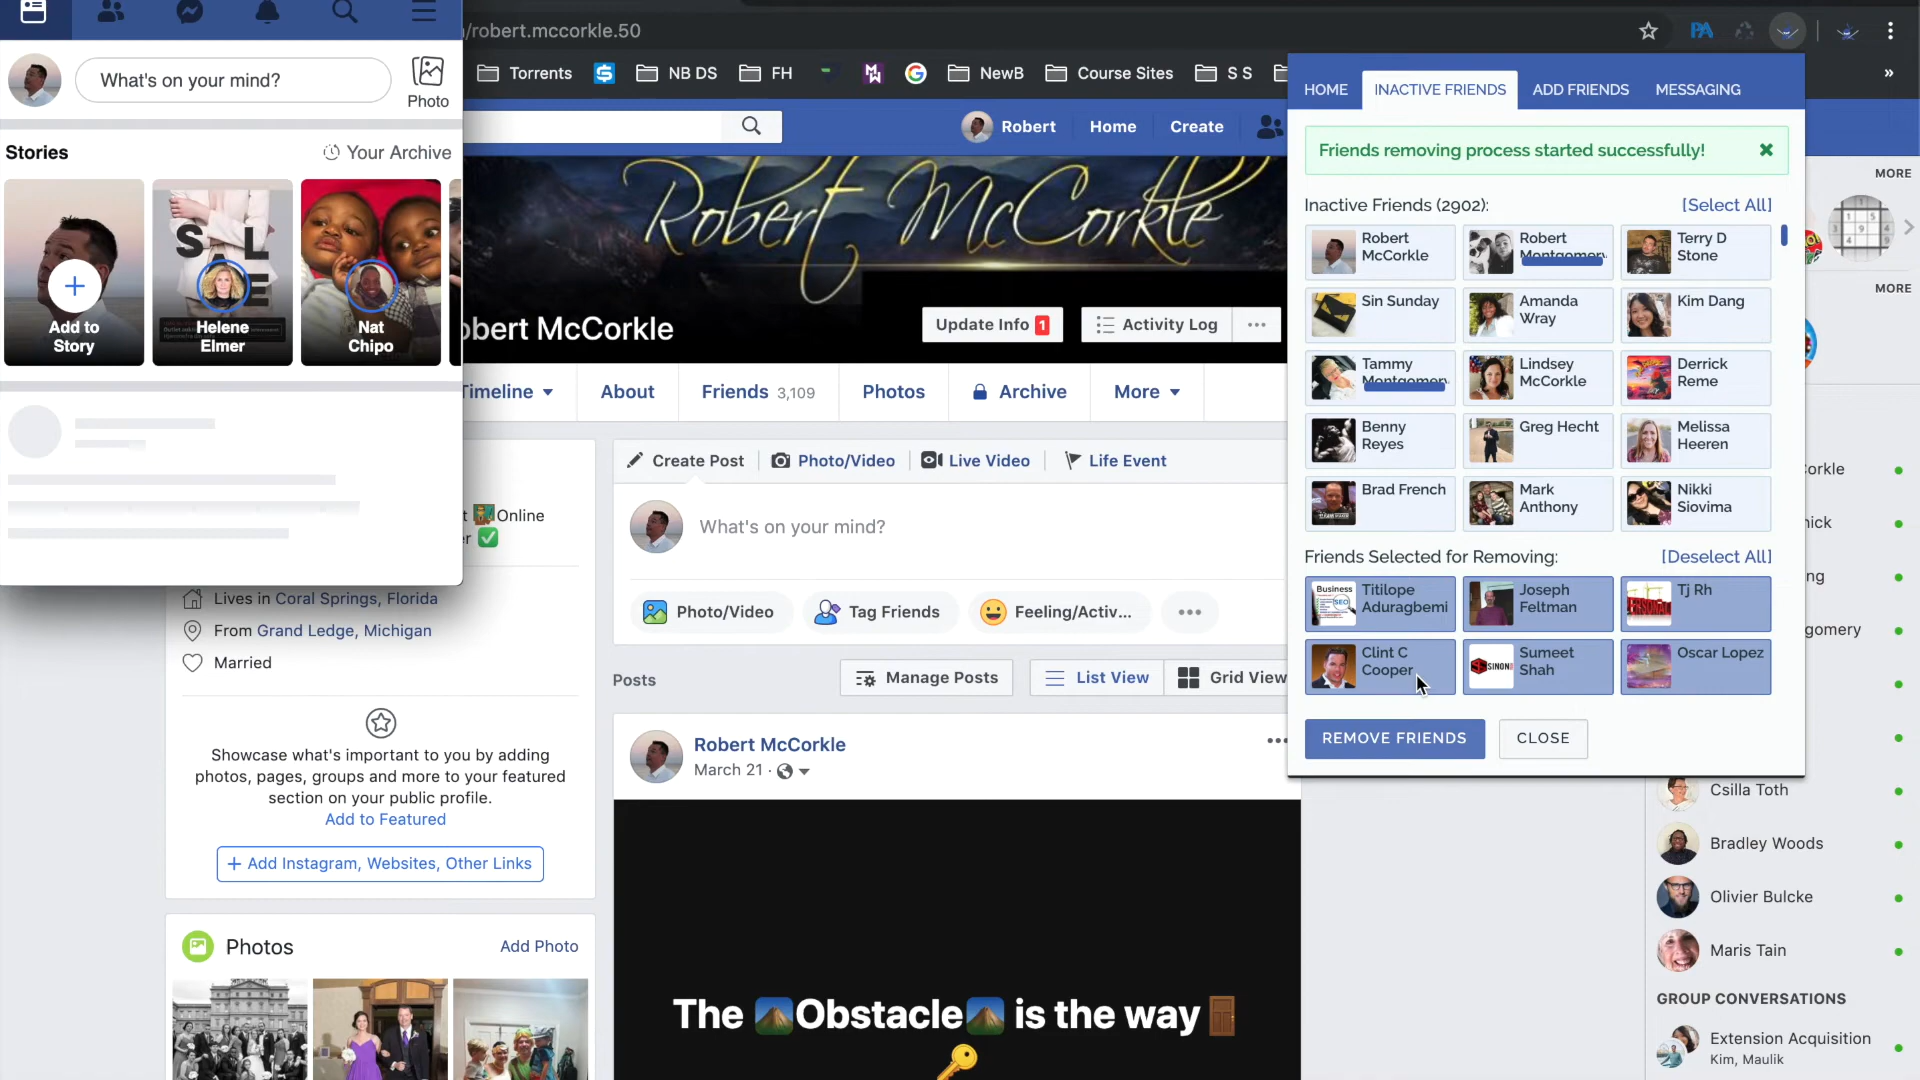 What's on your mind?
Photo
Stories
Your Archive
SALE
Add to
Story
Helene
Elmer
Nat
Chipo
/robert.mccorkle.50
Torrents
NB DS
FH
NewB
Course Sites
S S
PA
»
Robert
Home
Create
Robert McCorkle
bert McCorkle
Update Info 1
Activity Log
Timeline
About
Friends 3,109
Photos
Archive
More
Create Post
Photo/Video
Live Video
Life Event
What's on your mind?
Photo/Video
Tag Friends
Feeling/Activ...
Posts
Manage Posts
List View
Grid View
Robert McCorkle
March 21 ·
The Obstacle is the way
t Online
r
Lives in Coral Springs, Florida
From Grand Ledge, Michigan
Married
Showcase what's important to you by adding
photos, pages, groups and more to your featured
section on your public profile.
Add to Featured
+ Add Instagram, Websites, Other Links
Photos
Add Photo
HOME
INACTIVE FRIENDS
ADD FRIENDS
MESSAGING
Friends removing process started successfully!
Inactive Friends (2902):
[Select All]
Robert
McCorkle
Robert
Montgomery
Terry D
Stone
Sin Sunday
Amanda
Wray
Kim Dang
Tammy
Montgomery
Lindsey
McCorkle
Derrick
Reme
Benny
Reyes
Greg Hecht
Melissa
Heeren
Brad French
Mark
Anthony
Nikki
Siovima
Friends Selected for Removing:
[Deselect All]
Business
SEO
Titilope
Aduragbemi
Joseph
Feltman
Tj Rh
Clint C
Cooper
Sumeet
Shah
Oscar Lopez
REMOVE FRIENDS
CLOSE
MORE
MORE
orkle
nick
ng
gomery
Csilla Toth
Bradley Woods
Olivier Bulcke
Maris Tain
GROUP CONVERSATIONS
Extension Acquisition
Kim, Maulik